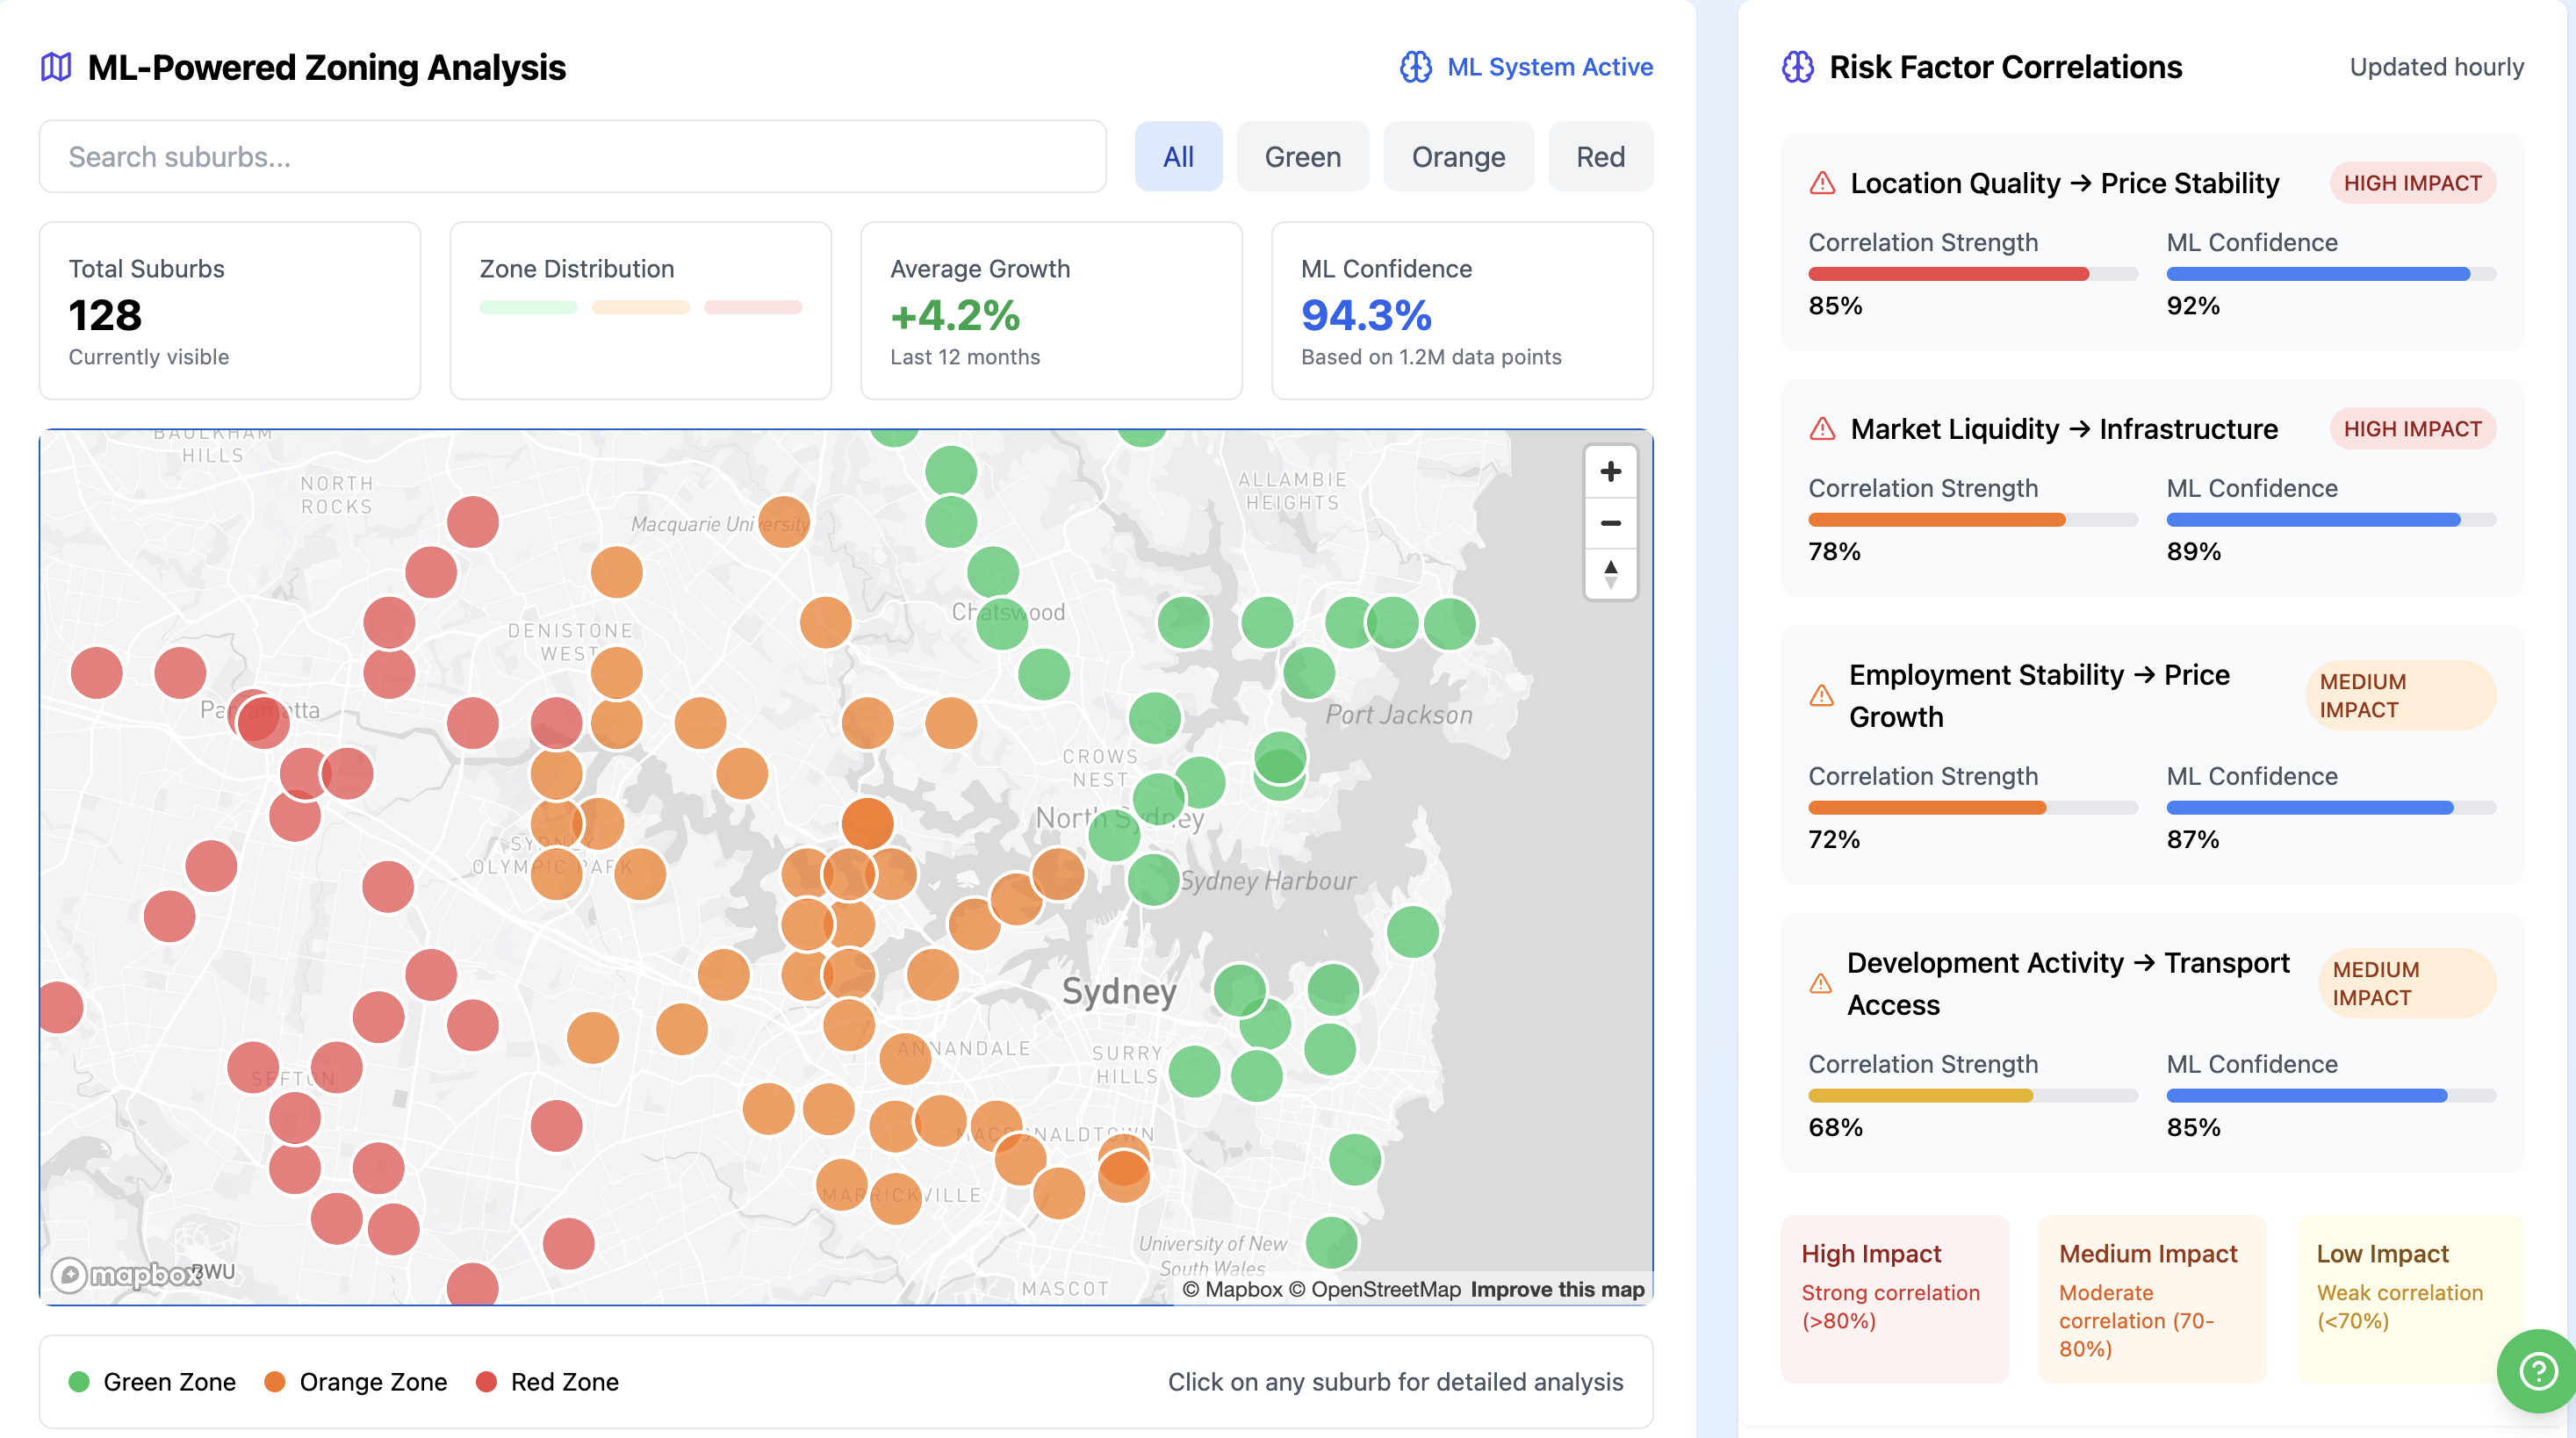 ML-Powered Zoning Analysis
ML System Active
Search suburbs...
All
Green
Orange
Red
Total Suburbs
128
Currently visible
Zone Distribution
Average Growth
+4.2%
Last 12 months
ML Confidence
94.3%
Based on 1.2M data points
BAULKHAM
HILLS
NORTH
ROCKS
Macquarie University
ALLAMBIE
HEIGHTS
Chatswood
DENISTONE
WEST
Parramatta
Port Jackson
CROWS
NEST
North Sydney
SYDNEY
OLYMPIC PARK
Sydney Harbour
Sydney
ANNANDALE
SURRY
HILLS
SEFTON
MACDONALDTOWN
MARRICKVILLE
University of New
South Wales
MASCOT
mapbox
BWU
© Mapbox © OpenStreetMap Improve this map
Green Zone
Orange Zone
Red Zone
Click on any suburb for detailed analysis
Risk Factor Correlations
Updated hourly
Location Quality → Price Stability
HIGH IMPACT
Correlation Strength
85%
ML Confidence
92%
Market Liquidity → Infrastructure
HIGH IMPACT
Correlation Strength
78%
ML Confidence
89%
Employment Stability → Price
Growth
MEDIUM
IMPACT
Correlation Strength
72%
ML Confidence
87%
Development Activity → Transport
Access
MEDIUM
IMPACT
Correlation Strength
68%
ML Confidence
85%
High Impact
Strong correlation
(>80%)
Medium Impact
Moderate
correlation (70-
80%)
Low Impact
Weak correlation
(<70%)